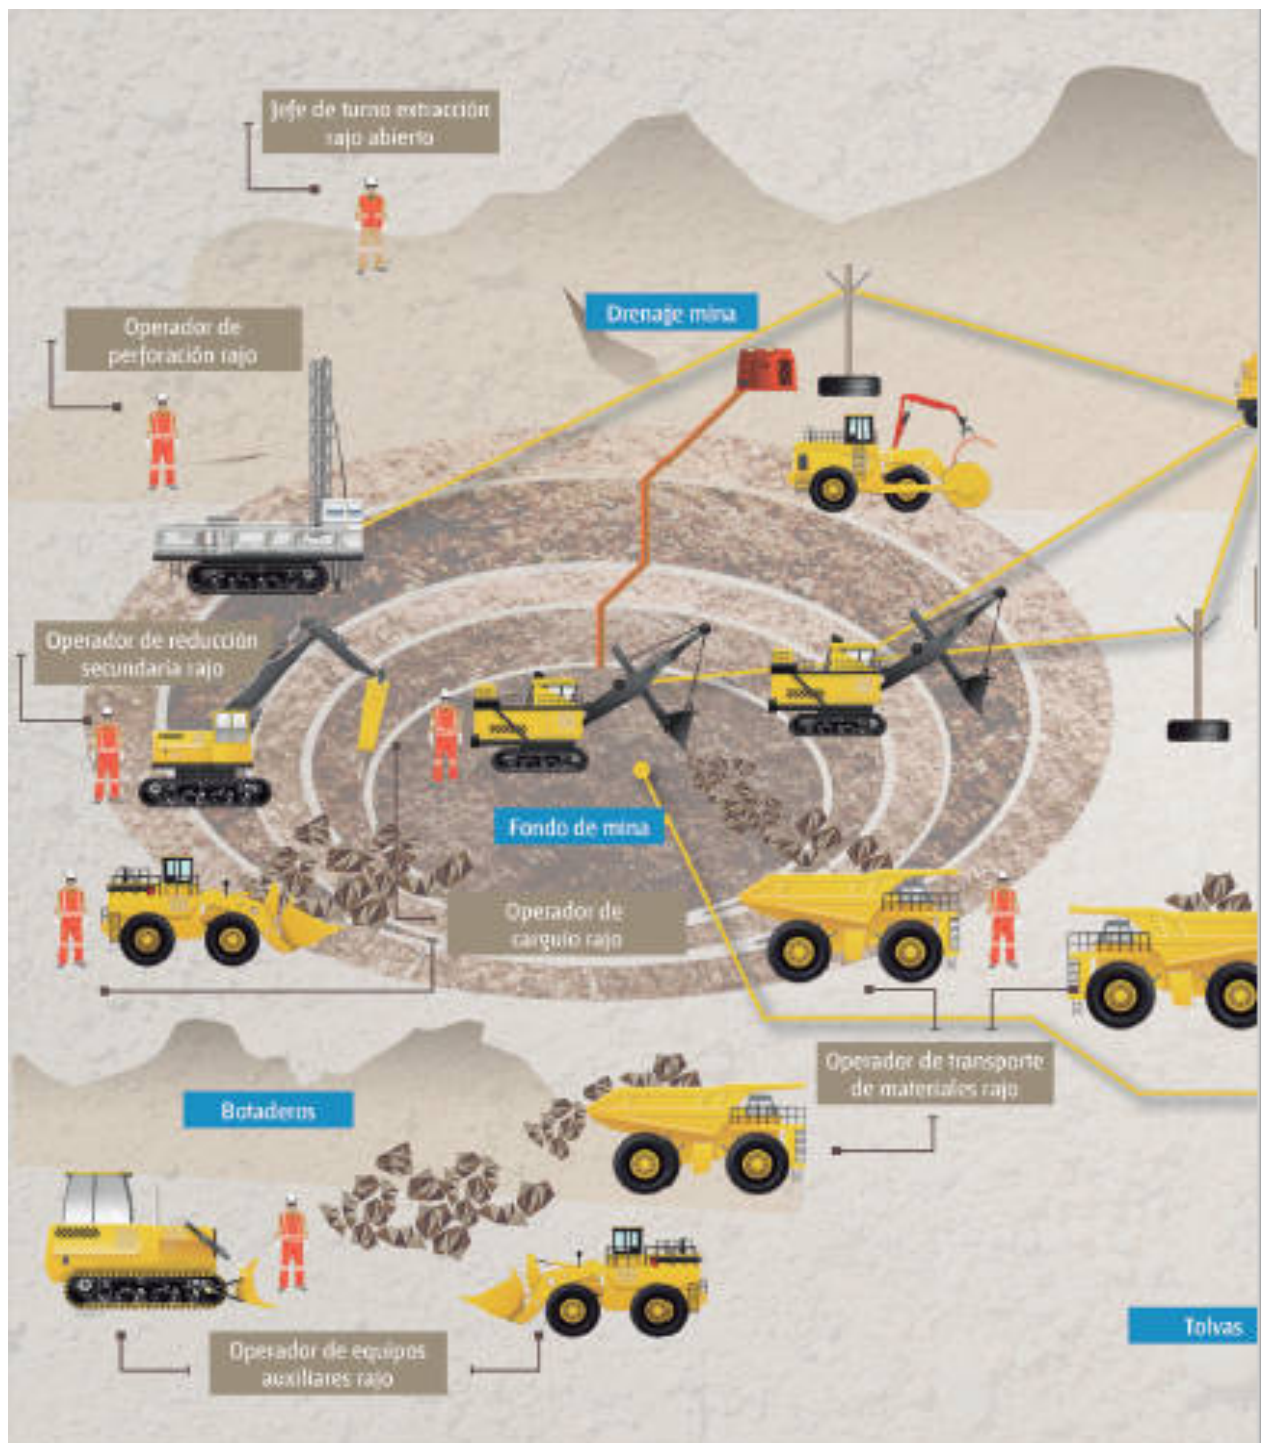 Jefe de turno extracción
rajo abierto
Drenaje mina
Operador de
perforación rajo
Operador de reducción
secundaria rajo
Fondo de mina
Operador de
carguío rajo
Operador de transporte
de materiales rajo
Botaderos
Tolvas
Operador de equipos
auxiliares rajo